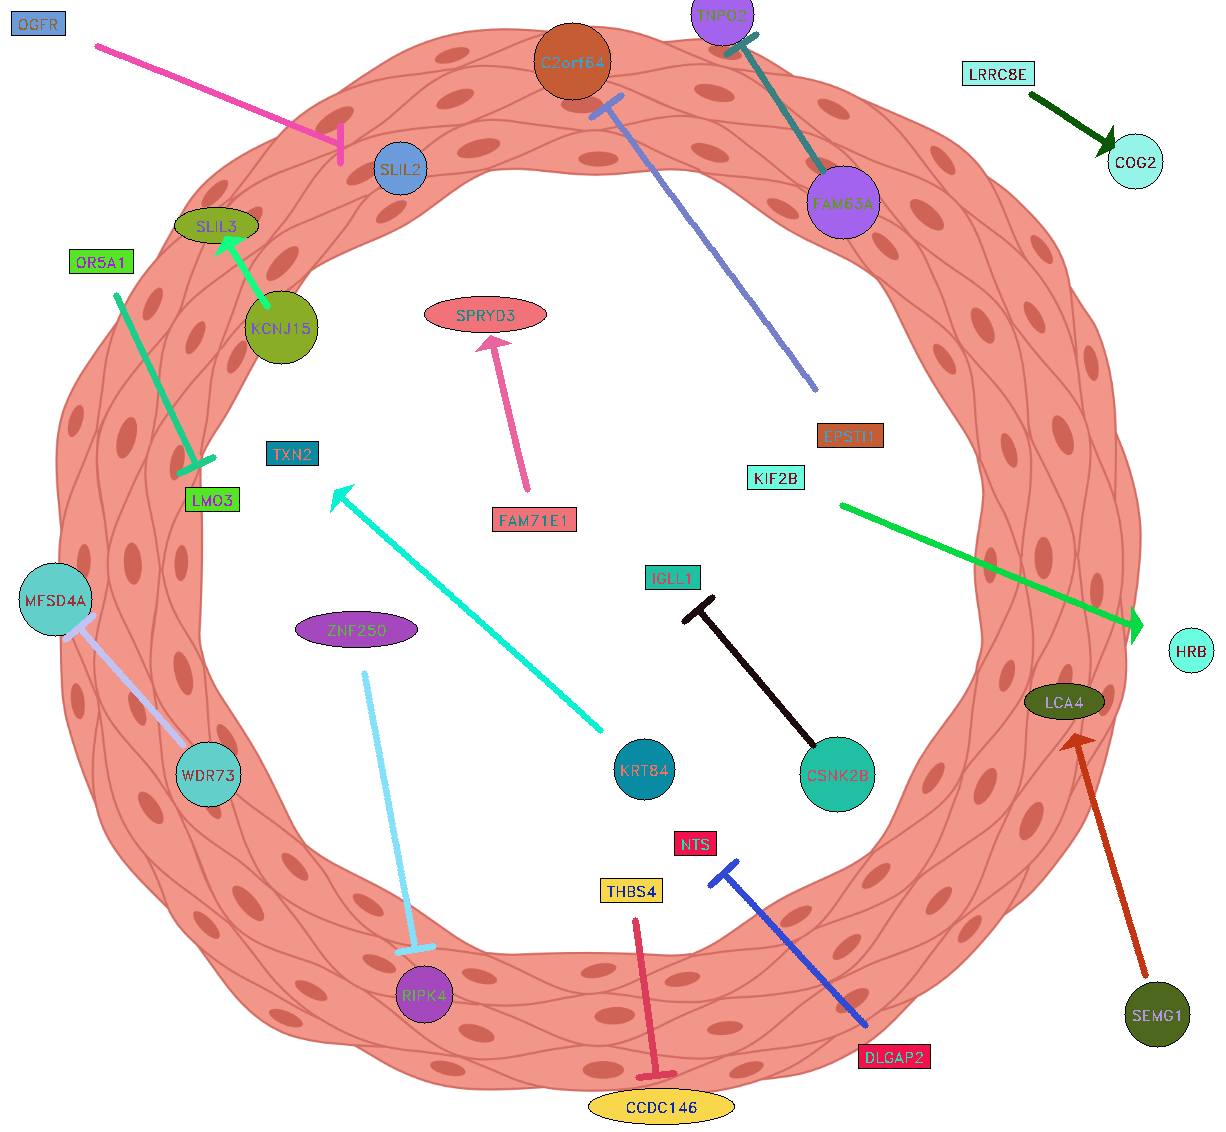 TNPO2
OGFR
C2orf64
LRRC8E
COG2
SLIL2
FAM63A
SLIL3
OR5A1
SPRYD3
KCNJ15
EPSTI1
TXN2
KIF2B
LMO3
FAM71E1
IGLL1
MFSD4A
ZNF250
HRB
LCA4
KRT84
WDR73
CSNK2B
NTS
THBS4
RIPK4
SEMG1
DLGAP2
CCDC146